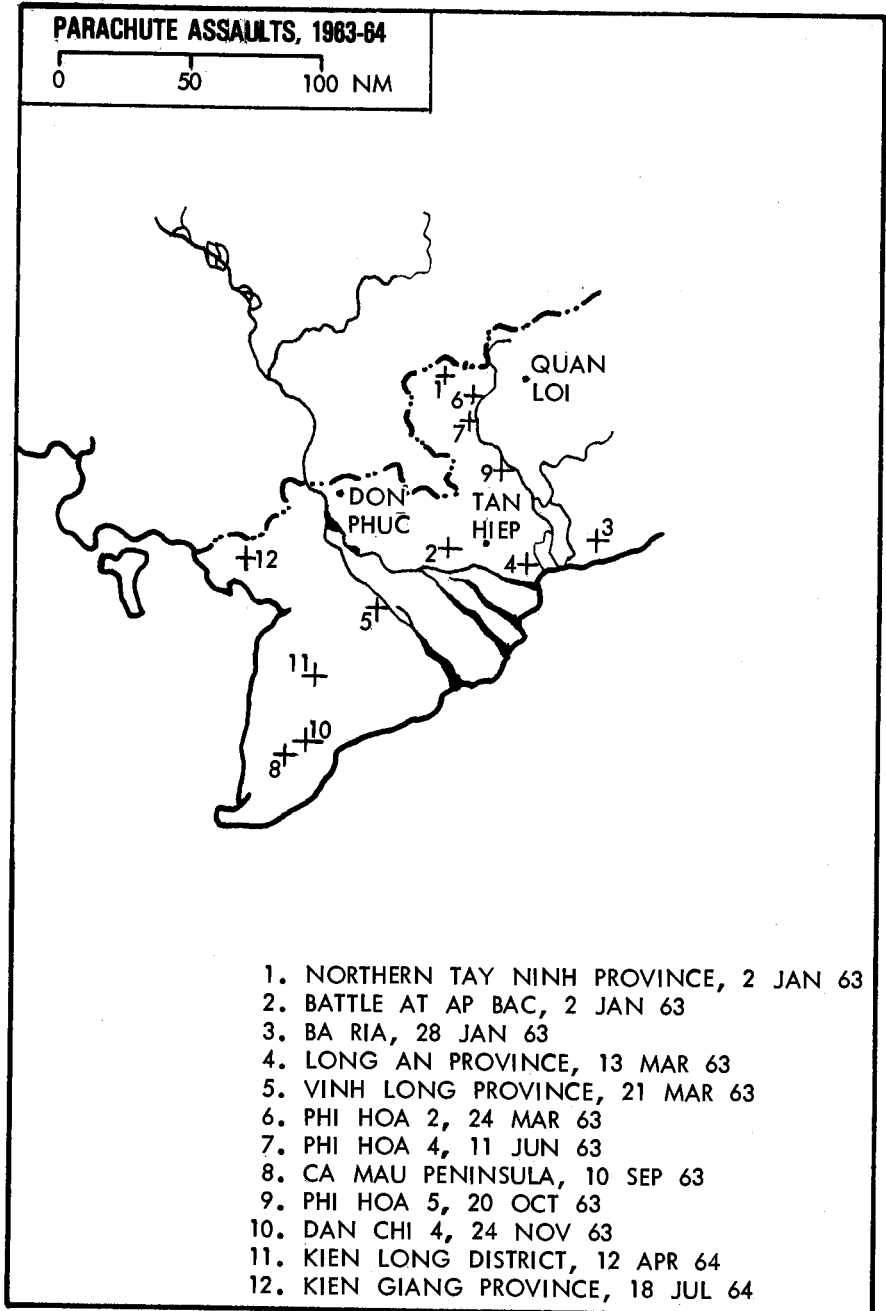 PARACHUTE ASSAULTS, 1963-64
0 50 100 NM
QUAN
LOI
1
6
7
9
DON
PHUC
TAN
HIEP
2
3
4
12
5
11
10
8
1. NORTHERN TAY NINH PROVINCE, 2 JAN 63
2. BATTLE AT AP BAC, 2 JAN 63
3. BA RIA, 28 JAN 63
4. LONG AN PROVINCE, 13 MAR 63
5. VINH LONG PROVINCE, 21 MAR 63
6. PHI HOA 2, 24 MAR 63
7. PHI HOA 4, 11 JUN 63
8. CA MAU PENINSULA, 10 SEP 63
9. PHI HOA 5, 20 OCT 63
10. DAN CHI 4, 24 NOV 63
11. KIEN LONG DISTRICT, 12 APR 64
12. KIEN GIANG PROVINCE, 18 JUL 64